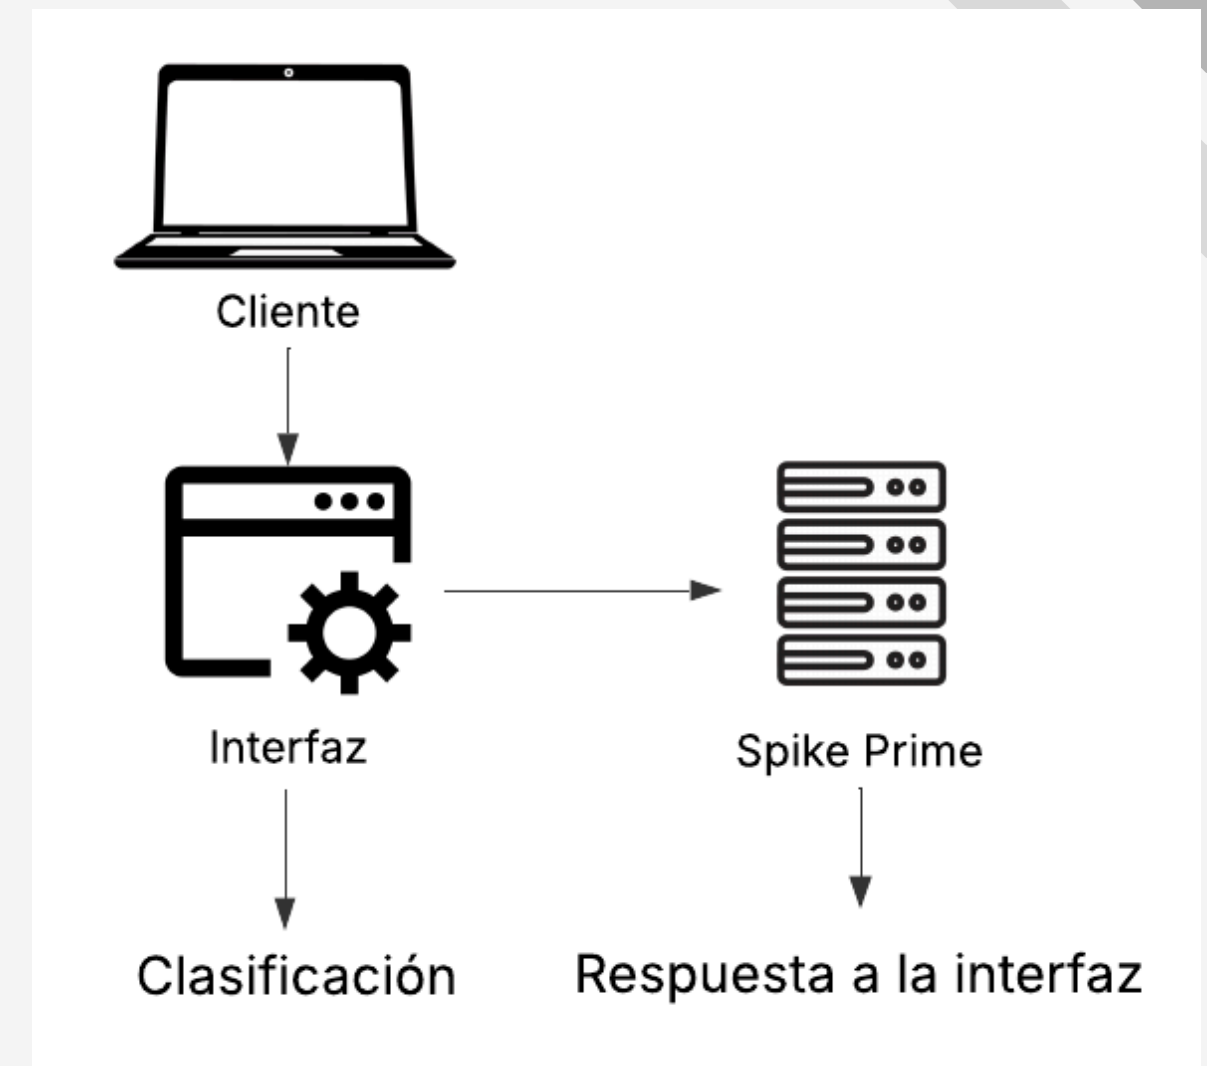 Cliente
Interfaz
Spike Prime
Clasificación
Respuesta a la interfaz